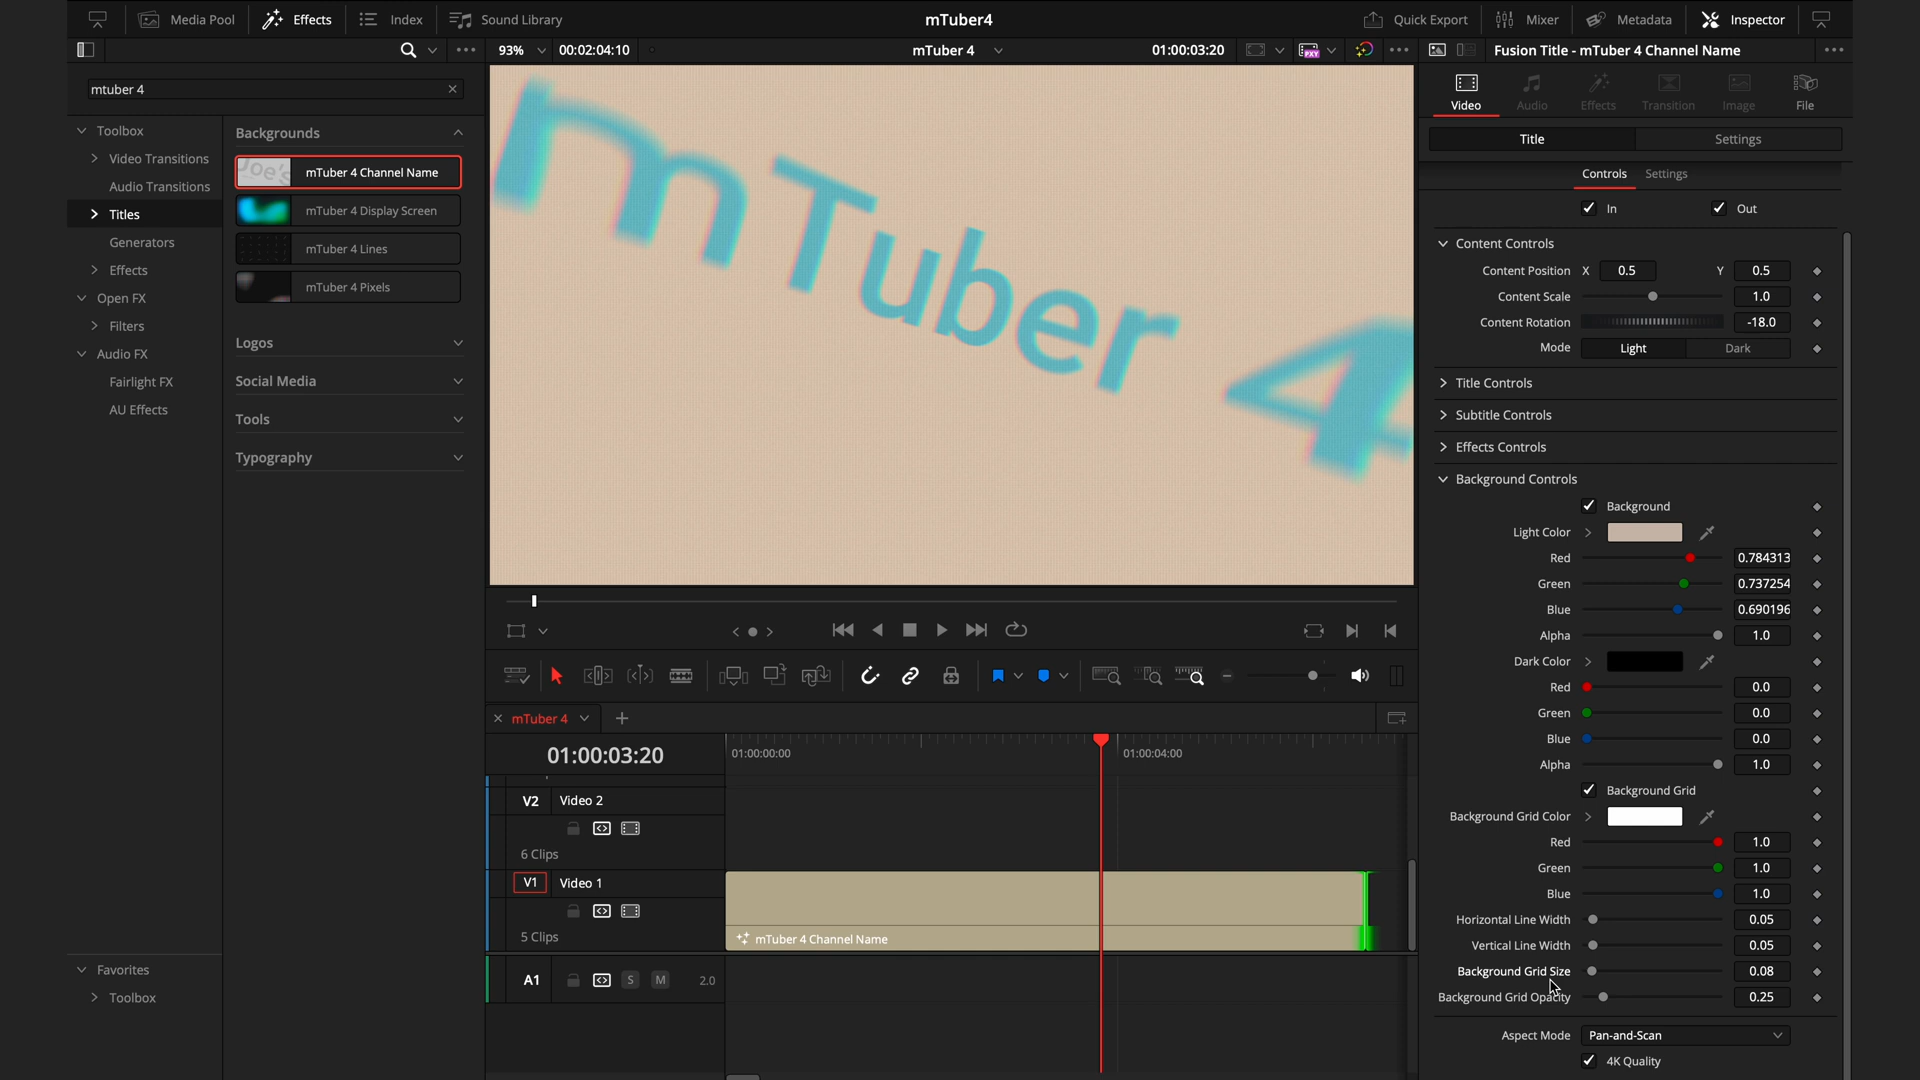 Media Pool
Effects
Index
Sound Library
mTuber4
Quick Export
Mixer
Metadata
Inspector
93%
00:02:04:10
mTuber 4
01:00:03:20
PXY
Fusion Title - mTuber 4 Channel Name
mtuber 4
Toolbox
Video Transitions
Audio Transitions
Titles
Generators
Effects
Open FX
Filters
Audio FX
Fairlight FX
AU Effects
Favorites
Toolbox
Backgrounds
Joe's
mTuber 4 Channel Name
mTuber 4 Display Screen
mTuber 4 Lines
mTuber 4 Pixels
Logos
Social Media
Tools
Typography
mTuber 4
mTuber 4
01:00:03:20
01:00:00:00
01:00:04:00
V2
Video 2
6 Clips
V1
Video 1
5 Clips
mTuber 4 Channel Name
A1
S
M
2.0
Video
Audio
Effects
Transition
Image
File
Title
Settings
Controls
Settings
In
Out
Content Controls
Content Position X 0.5 Y 0.5
Content Scale 1.0
Content Rotation -18.0
Mode Light Dark
Title Controls
Subtitle Controls
Effects Controls
Background Controls
Background
Light Color
Red 0.784313
Green 0.737254
Blue 0.690196
Alpha 1.0
Dark Color
Red 0.0
Green 0.0
Blue 0.0
Alpha 1.0
Background Grid
Background Grid Color
Red 1.0
Green 1.0
Blue 1.0
Horizontal Line Width 0.05
Vertical Line Width 0.05
Background Grid Size 0.08
Background Grid Opacity 0.25
Aspect Mode Pan-and-Scan
4K Quality